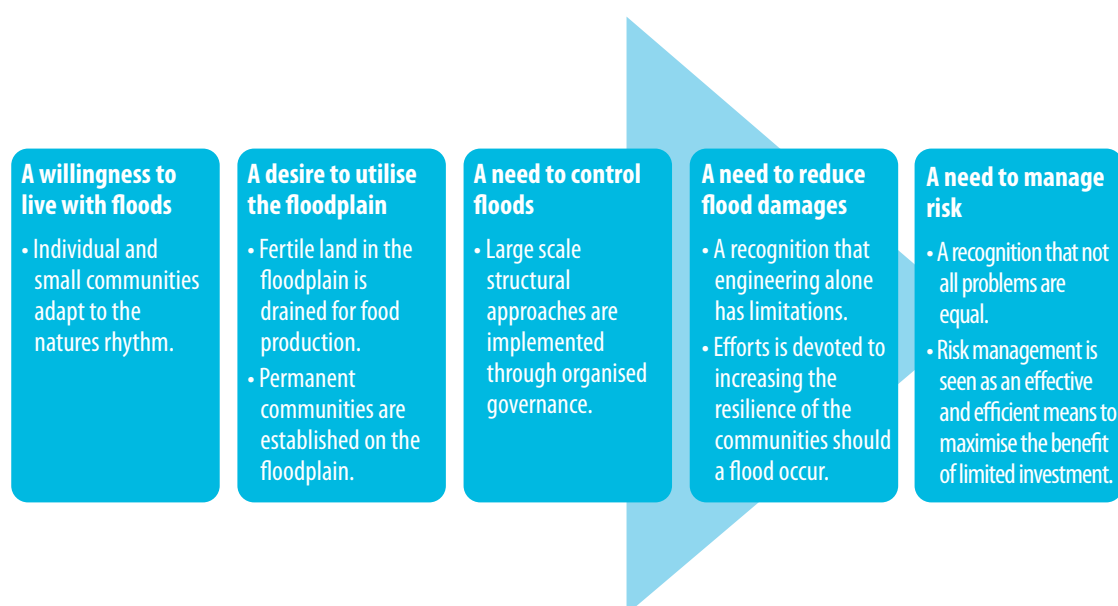 A willingness to
live with floods
• Individual and
small communities
adapt to the
natures rhythm.
A desire to utilise
the floodplain
• Fertile land in the
floodplain is
drained for food
production.
• Permanent
communities are
established on the
floodplain.
A need to control
floods
• Large scale
structural
approaches are
implemented
through organised
governance.
A need to reduce
flood damages
• A recognition that
engineering alone
has limitations.
• Efforts is devoted to
increasing the
resilience of the
communities should
a flood occur.
A need to manage
risk
• A recognition that not
all problems are
equal.
• Risk management is
seen as an effective
and efficient means to
maximise the benefit
of limited investment.